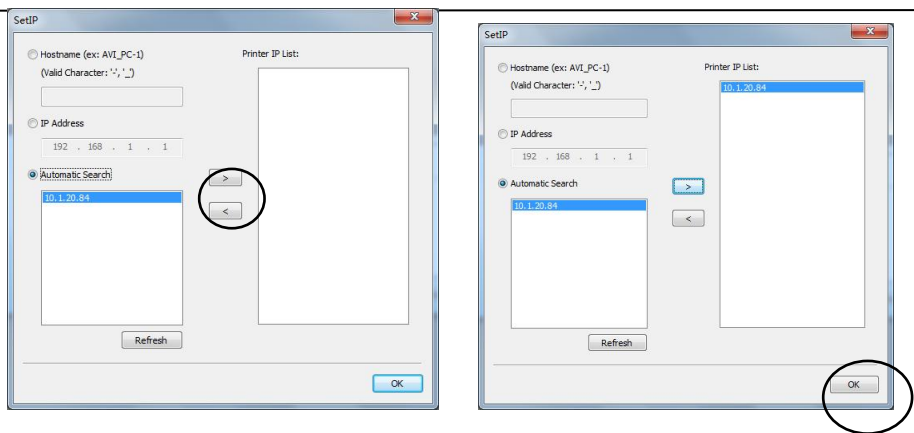 SetIP
Hostname (ex: AVI_PC-1)
(Valid Character: '-', '_')
IP Address
192 . 168 . 1 . 1
Automatic Search
10.1.20.84
Refresh
Printer IP List:
>
<
OK
SetIP
Hostname (ex: AVI_PC-1)
(Valid Character: '-', '_')
IP Address
192 . 168 . 1 . 1
Automatic Search
10.1.20.84
Refresh
Printer IP List:
10.1.20.84
>
<
OK